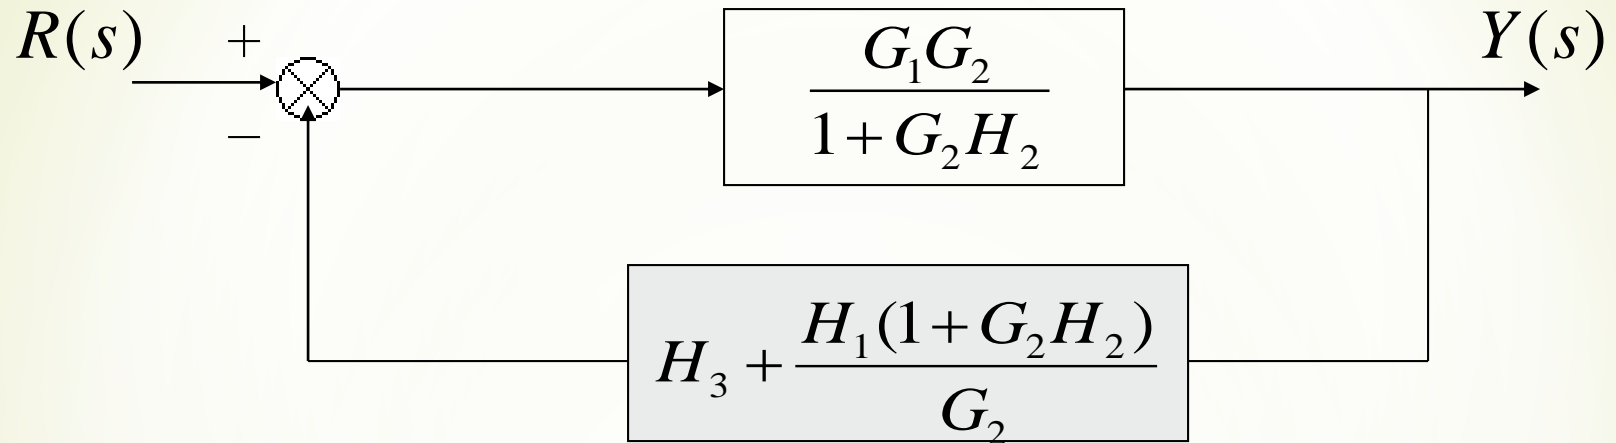 R(s)
+
−
G₁G₂
1+G₂H₂
Y(s)
H₃ + H₁(1+G₂H₂)
G₂